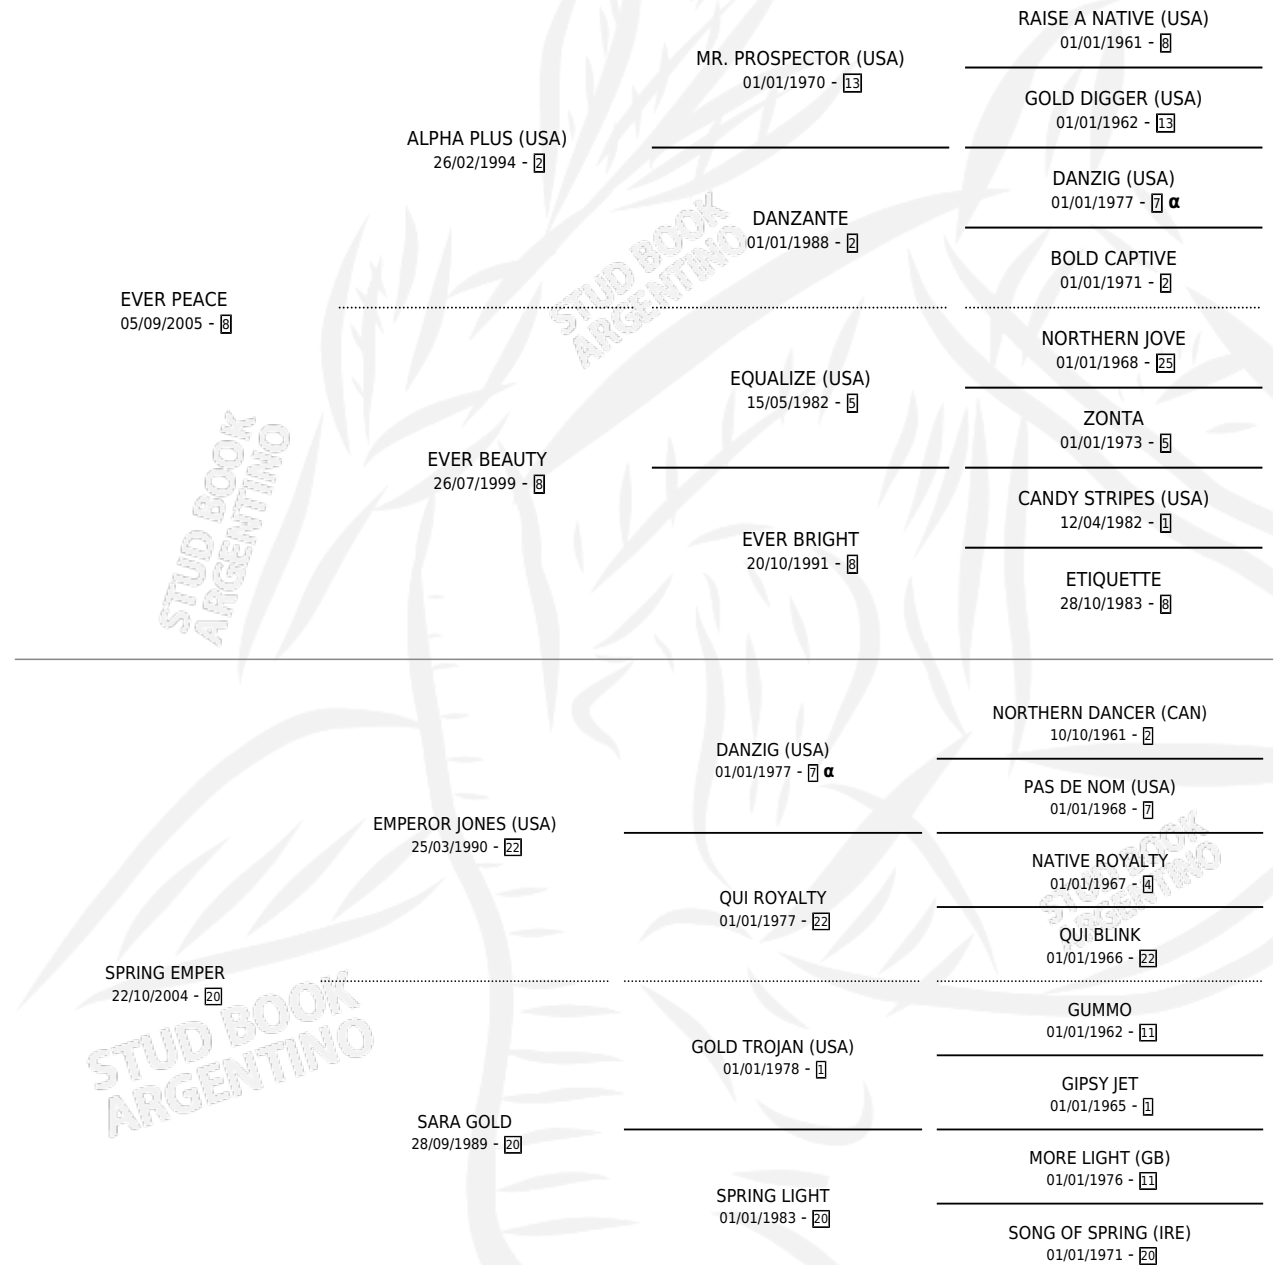 RAISE A NATIVE (USA)
01/01/1961 - 8
MR. PROSPECTOR (USA)
01/01/1970 - 13
GOLD DIGGER (USA)
01/01/1962 - 13
ALPHA PLUS (USA)
26/02/1994 - 2
DANZIG (USA)
01/01/1977 - 7 α
DANZANTE
01/01/1988 - 2
BOLD CAPTIVE
01/01/1971 - 2
EVER PEACE
05/09/2005 - 8
NORTHERN JOVE
01/01/1968 - 25
EQUALIZE (USA)
15/05/1982 - 5
ZONTA
01/01/1973 - 5
EVER BEAUTY
26/07/1999 - 8
CANDY STRIPES (USA)
12/04/1982 - 1
EVER BRIGHT
20/10/1991 - 8
ETIQUETTE
28/10/1983 - 8
STUD BOOK
ARGENTINO
STUD BOOK
ARGENTINO
NORTHERN DANCER (CAN)
10/10/1961 - 2
DANZIG (USA)
01/01/1977 - 7 α
PAS DE NOM (USA)
01/01/1968 - 7
EMPEROR JONES (USA)
25/03/1990 - 22
NATIVE ROYALTY
01/01/1967 - 4
QUI ROYALTY
01/01/1977 - 22
QUI BLINK
01/01/1966 - 22
SPRING EMPER
22/10/2004 - 20
GUMMO
01/01/1962 - 11
GOLD TROJAN (USA)
01/01/1978 - 1
GIPSY JET
01/01/1965 - 1
SARA GOLD
28/09/1989 - 20
MORE LIGHT (GB)
01/01/1976 - 11
SPRING LIGHT
01/01/1983 - 20
SONG OF SPRING (IRE)
01/01/1971 - 20
STUD BOOK
ARGENTINO
STUD BOOK
ARGENTINO